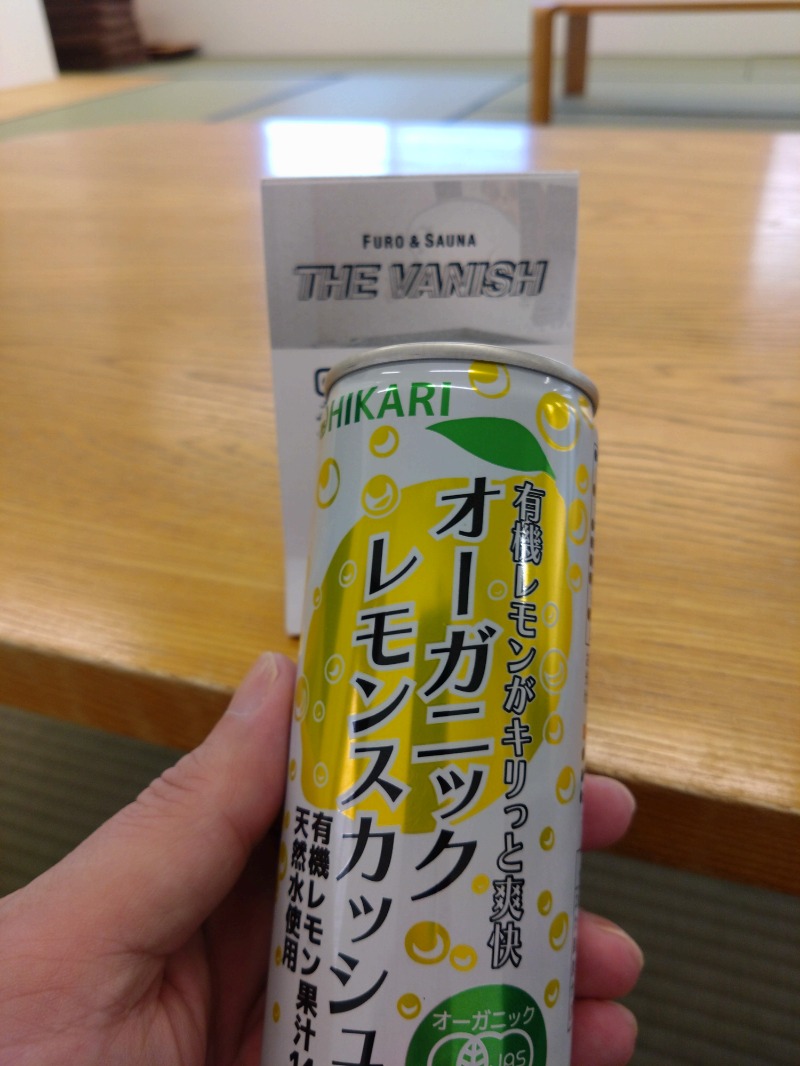 FURO & SAUNA
THE VANISH
HIKARI
有機レモンがキリっと爽快
オーガニック
レモンスカッシュ
有機レモン果汁
天然水使用
オーガニック
JAS